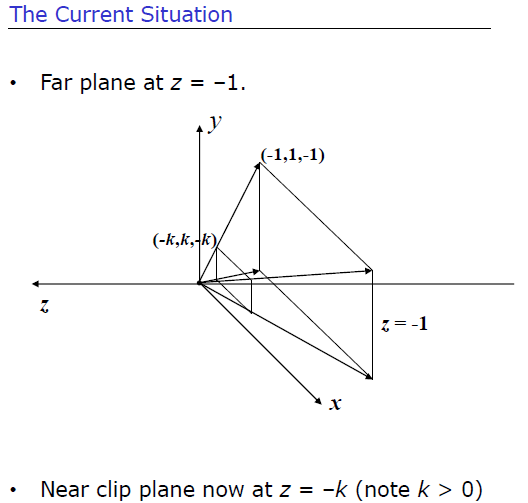 The Current Situation
• Far plane at z = –1.
y
(-1,1,-1)
(-k,k,-k)
z
z = -1
x
• Near clip plane now at z = –k (note k > 0)